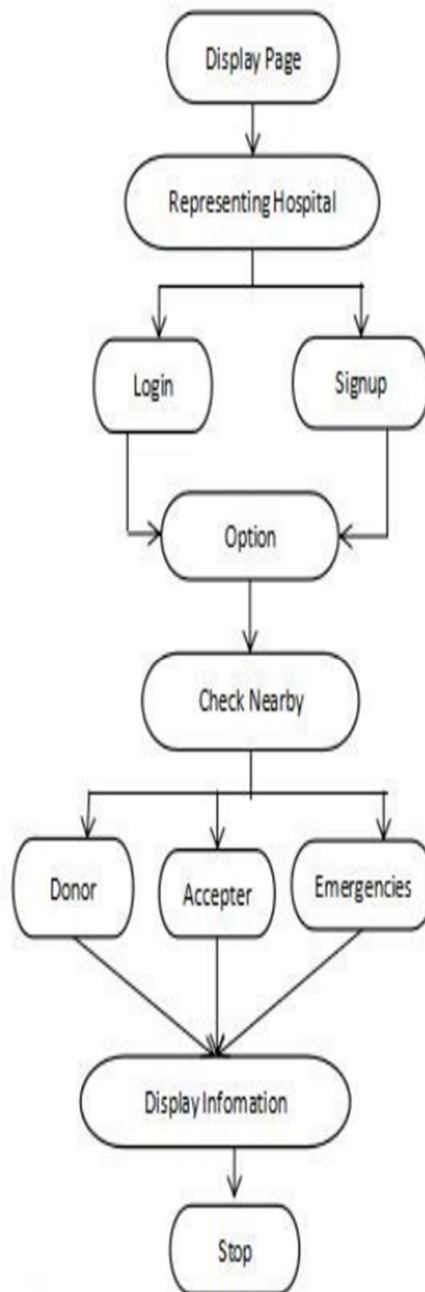 Display Page
Representing Hospital
Login
Signup
Option
Check Nearby
Donor
Accepter
Emergencies
Display Infomation
Stop